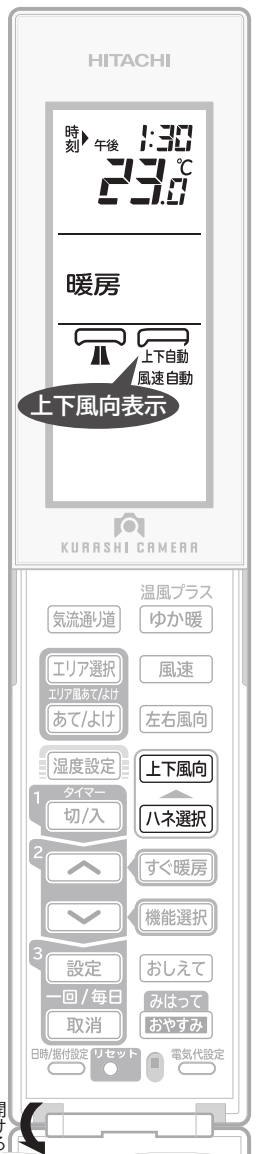 HITACHI
時刻 午後 1:30
23.0℃
暖房
上下自動
風速自動
上下風向表示
KURASHI CAMERA
温風プラス
気流通り道 ゆか暖
エリア選択 風速
エリア風あて/よけ
あて/よけ 左右風向
湿度設定 上下風向
1 タイマー
切/入 ハネ選択
2 すぐ暖房
機能選択
3
設定 おしえて
一回/毎日 みはって
取消 おやすみ
日時/据付設定 リセット 電気代設定
開ける